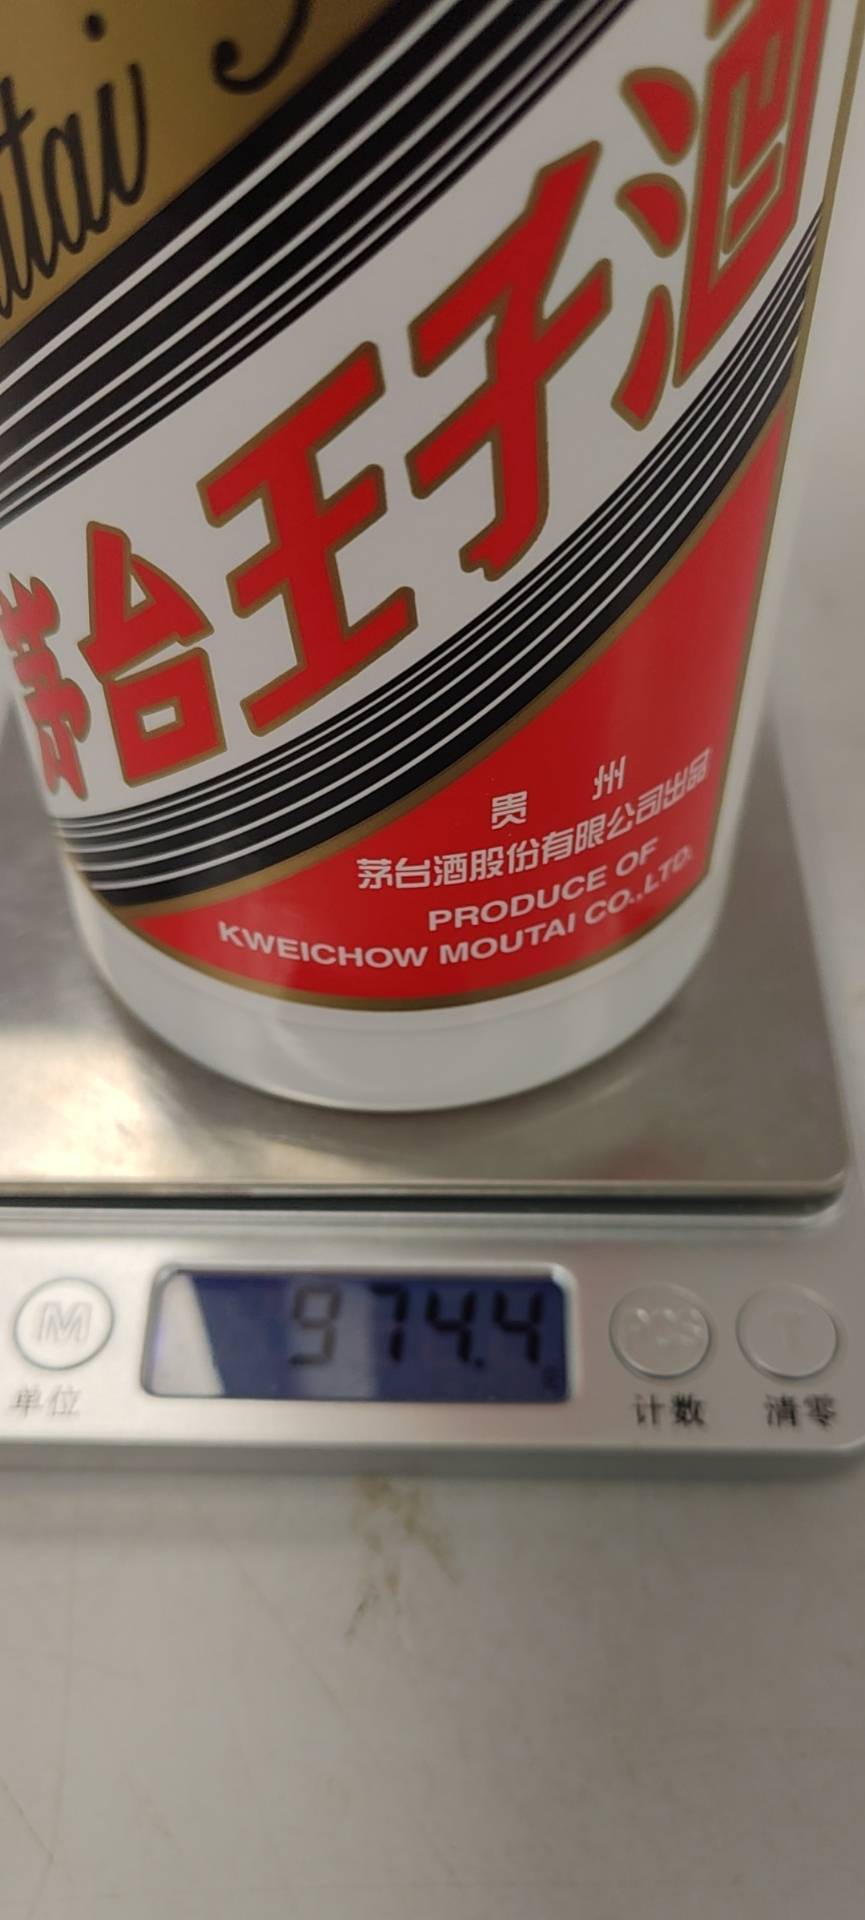 茅台王子酒
贵州
茅台酒股份有限公司出品
PRODUCE OF
KWEICHOW MOUTAI CO.,LTD.
M
974.4
单位
计数
清零